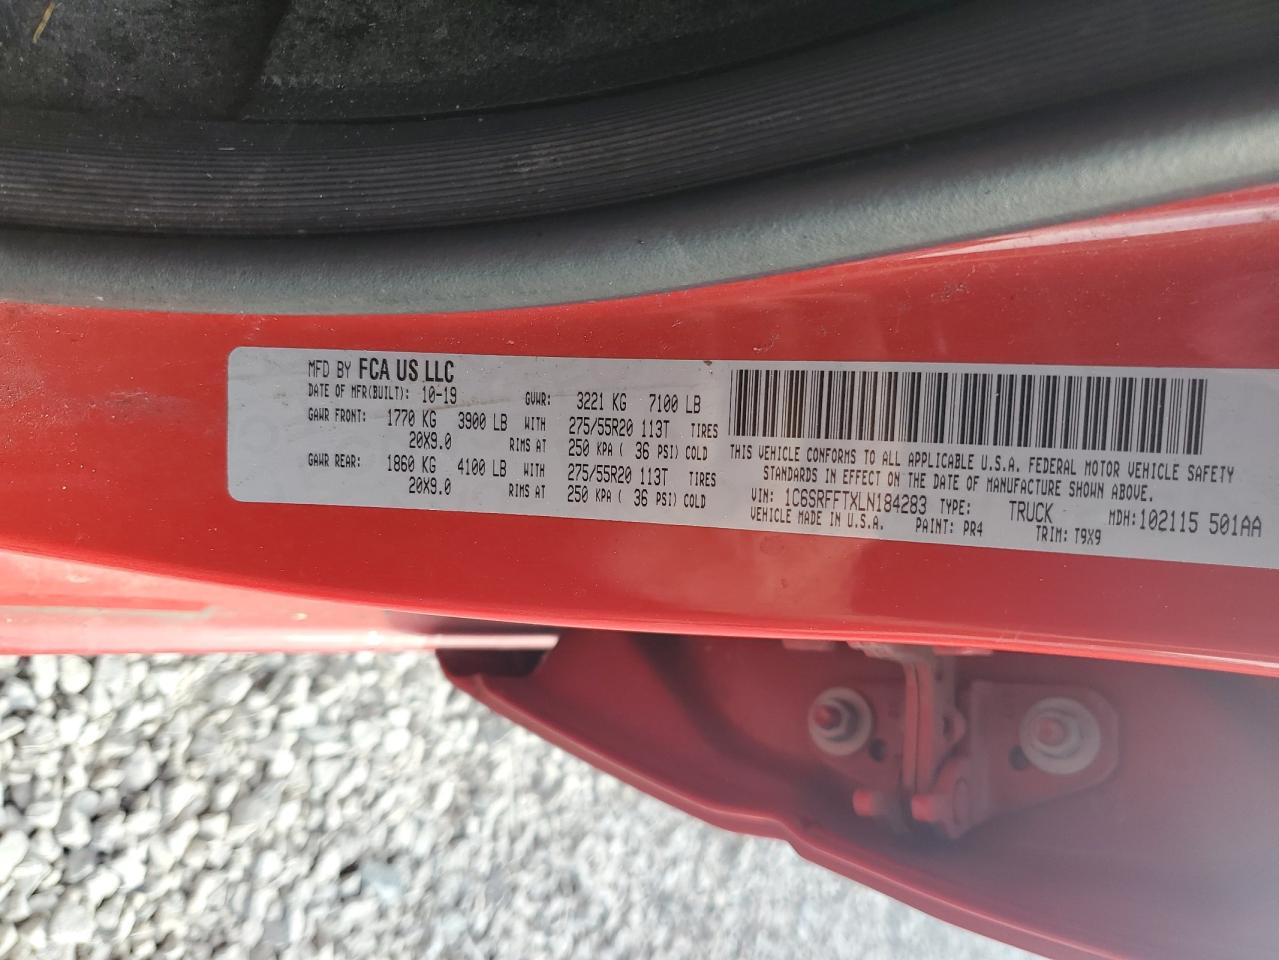 MFD BY FCA US LLC
DATE OF MFR(BUILT): 10-19 GVWR: 3221 KG 7100 LB
GAWR FRONT: 1770 KG 3900 LB WITH 275/55R20 113T TIRES
20X9.0 RIMS AT 250 KPA ( 36 PSI) COLD
GAWR REAR: 1860 KG 4100 LB WITH 275/55R20 113T TIRES
20X9.0 RIMS AT 250 KPA ( 36 PSI) COLD
THIS VEHICLE CONFORMS TO ALL APPLICABLE U.S.A. FEDERAL MOTOR VEHICLE SAFETY
STANDARDS IN EFFECT ON THE DATE OF MANUFACTURE SHOWN ABOVE.
VIN: 1C6SRFFTXLN184283 TYPE: TRUCK MDH:102115 501AA
VEHICLE MADE IN U.S.A. PAINT: PR4 TRIM: T9X9